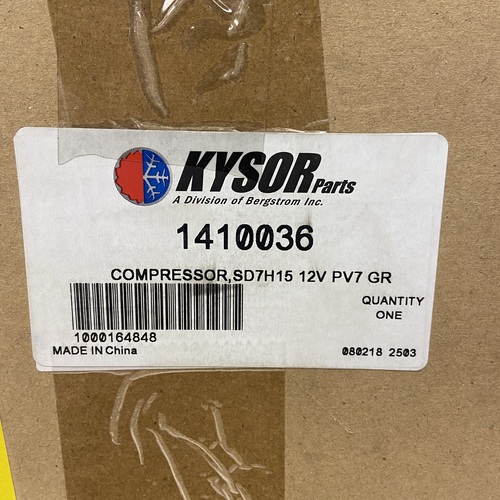 KYSOR Parts
A Division of Bergstrom Inc.
1410036
COMPRESSOR,SD7H15 12V PV7 GR
QUANTITY
ONE
1000164848
MADE IN China
080218 2503